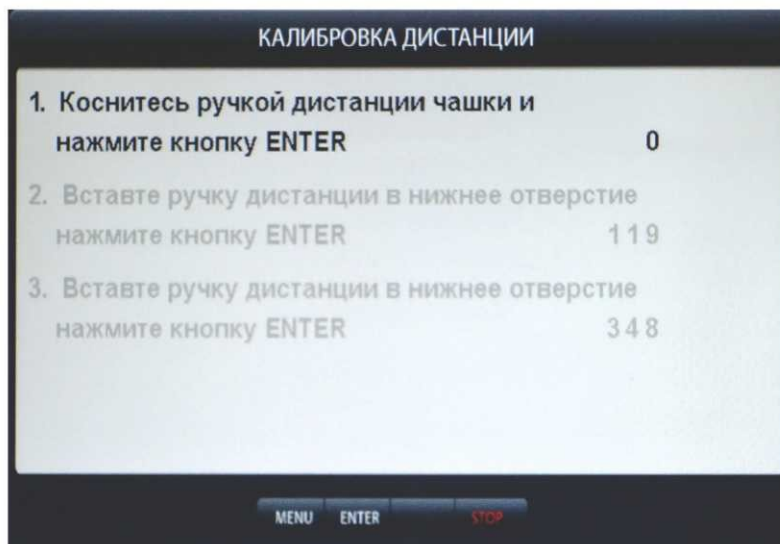 КАЛИБРОВКА ДИСТАНЦИИ
1. Коснитесь ручкой дистанции чашки и
нажмите кнопку ENTER 0
2. Вставте ручку дистанции в нижнее отверстие
нажмите кнопку ENTER 119
3. Вставте ручку дистанции в нижнее отверстие
нажмите кнопку ENTER 348
MENU ENTER STOP